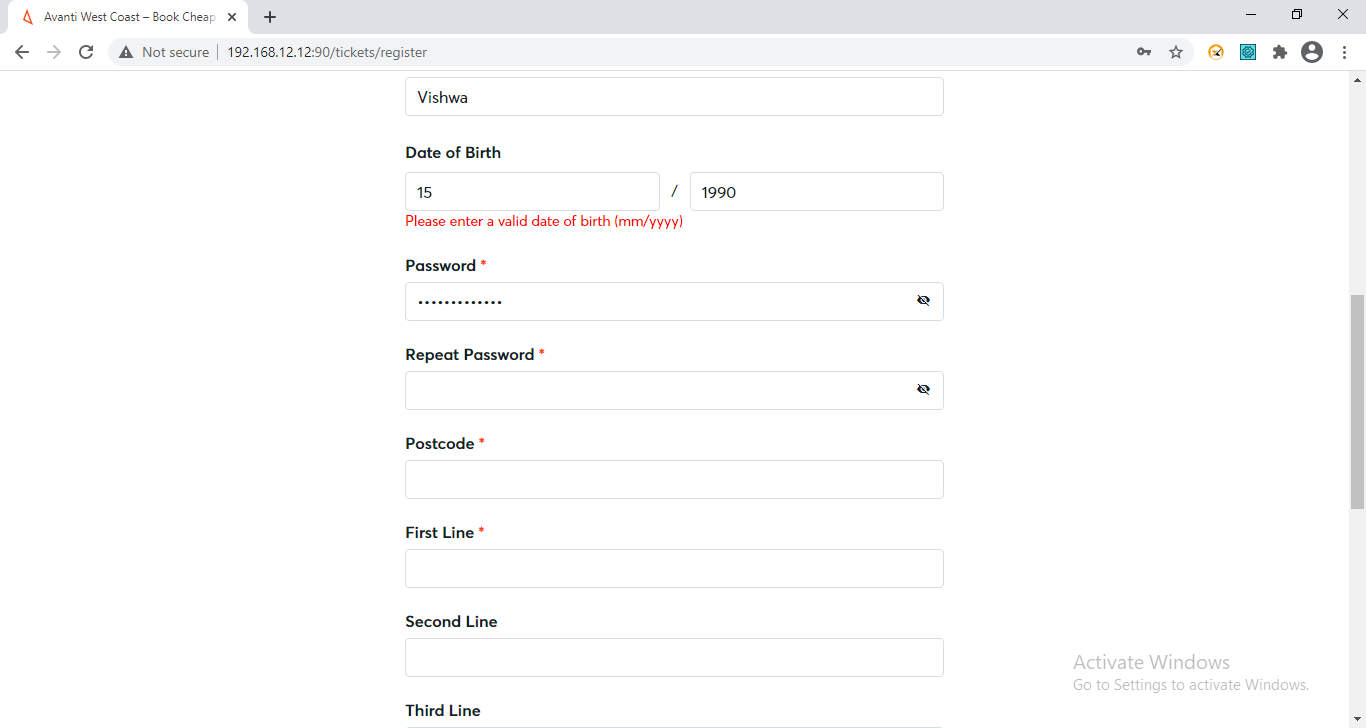 Avanti West Coast – Book Cheap
Not secure
192.168.12.12:90/tickets/register
Vishwa
Date of Birth
15 / 1990
Please enter a valid date of birth (mm/yyyy)
Password *
•••••••••••••
Repeat Password *
Postcode *
First Line *
Second Line
Third Line
Activate Windows
Go to Settings to activate Windows.